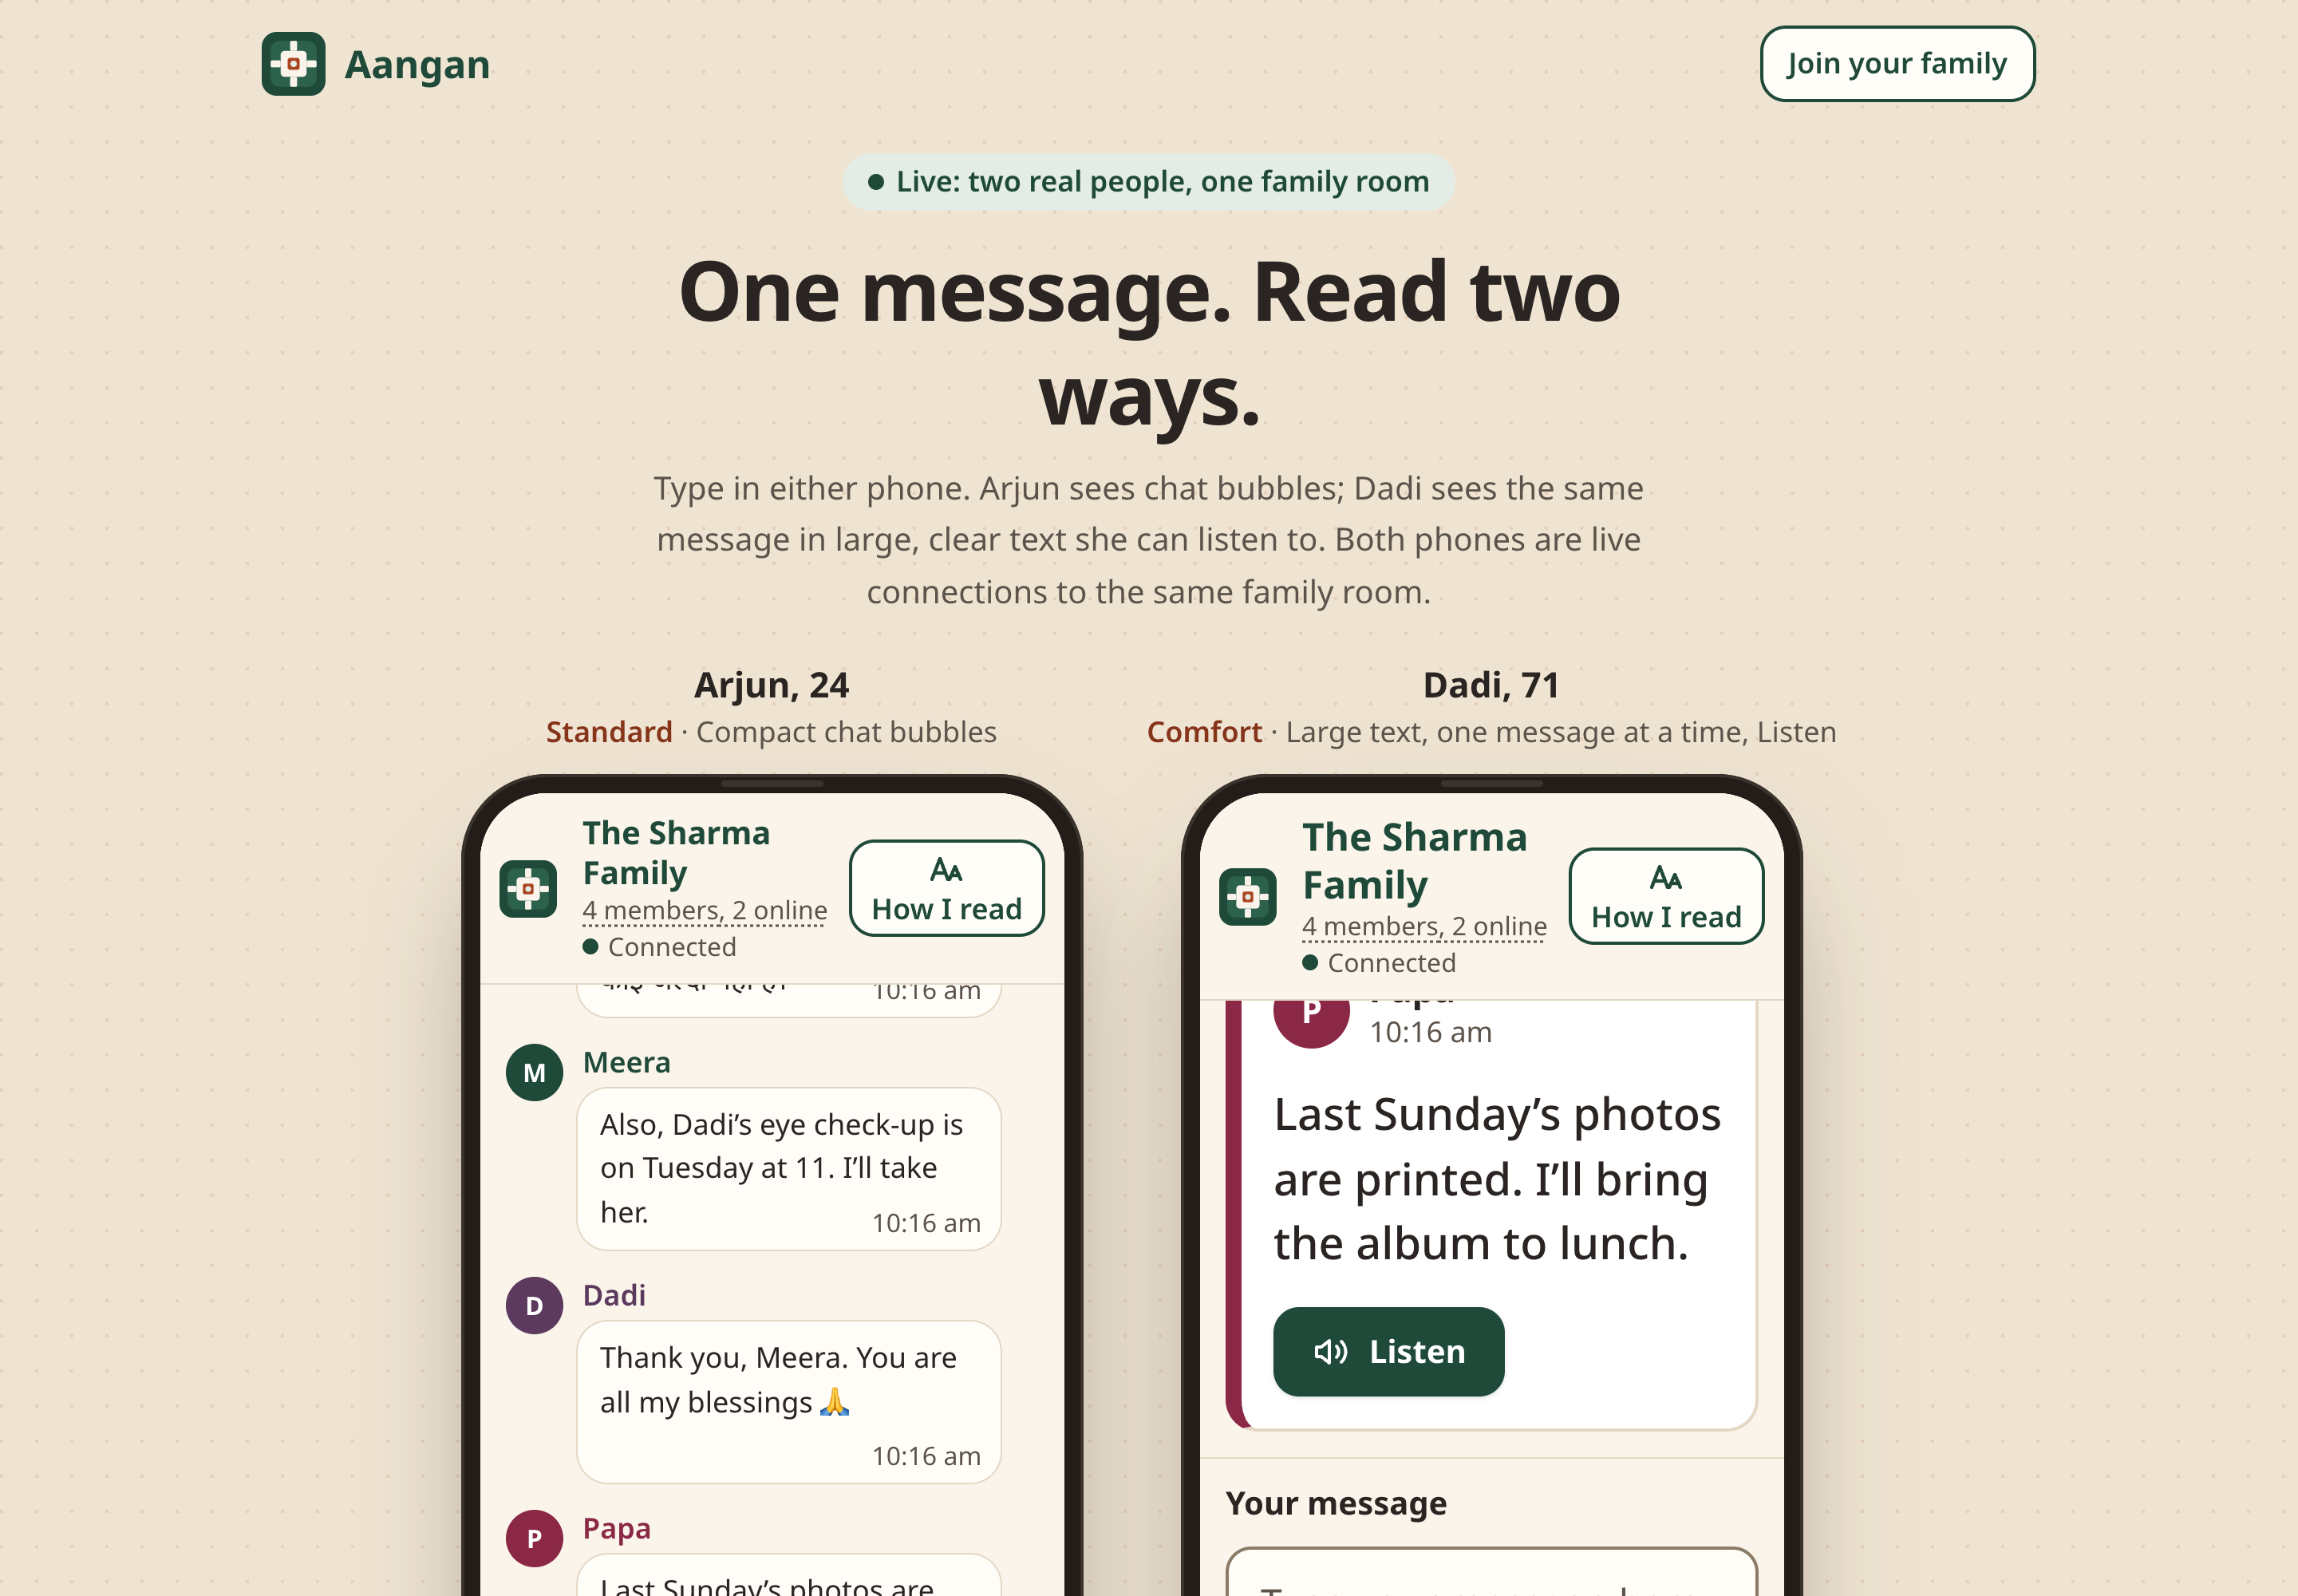 Aangan
Join your family
Live: two real people, one family room
One message. Read two
ways.
Type in either phone. Arjun sees chat bubbles; Dadi sees the same
message in large, clear text she can listen to. Both phones are live
connections to the same family room.
Arjun, 24
Standard · Compact chat bubbles
The Sharma
Family
4 members, 2 online
Connected
AA
How I read
10:16 am
M
Meera
Also, Dadi’s eye check-up is
on Tuesday at 11. I’ll take
her.
10:16 am
D
Dadi
Thank you, Meera. You are
all my blessings 🙏
10:16 am
P
Papa
Last Sunday’s photos are
Dadi, 71
Comfort · Large text, one message at a time, Listen
The Sharma
Family
4 members, 2 online
Connected
AA
How I read
P
Papa
10:16 am
Last Sunday’s photos
are printed. I’ll bring
the album to lunch.
Listen
Your message